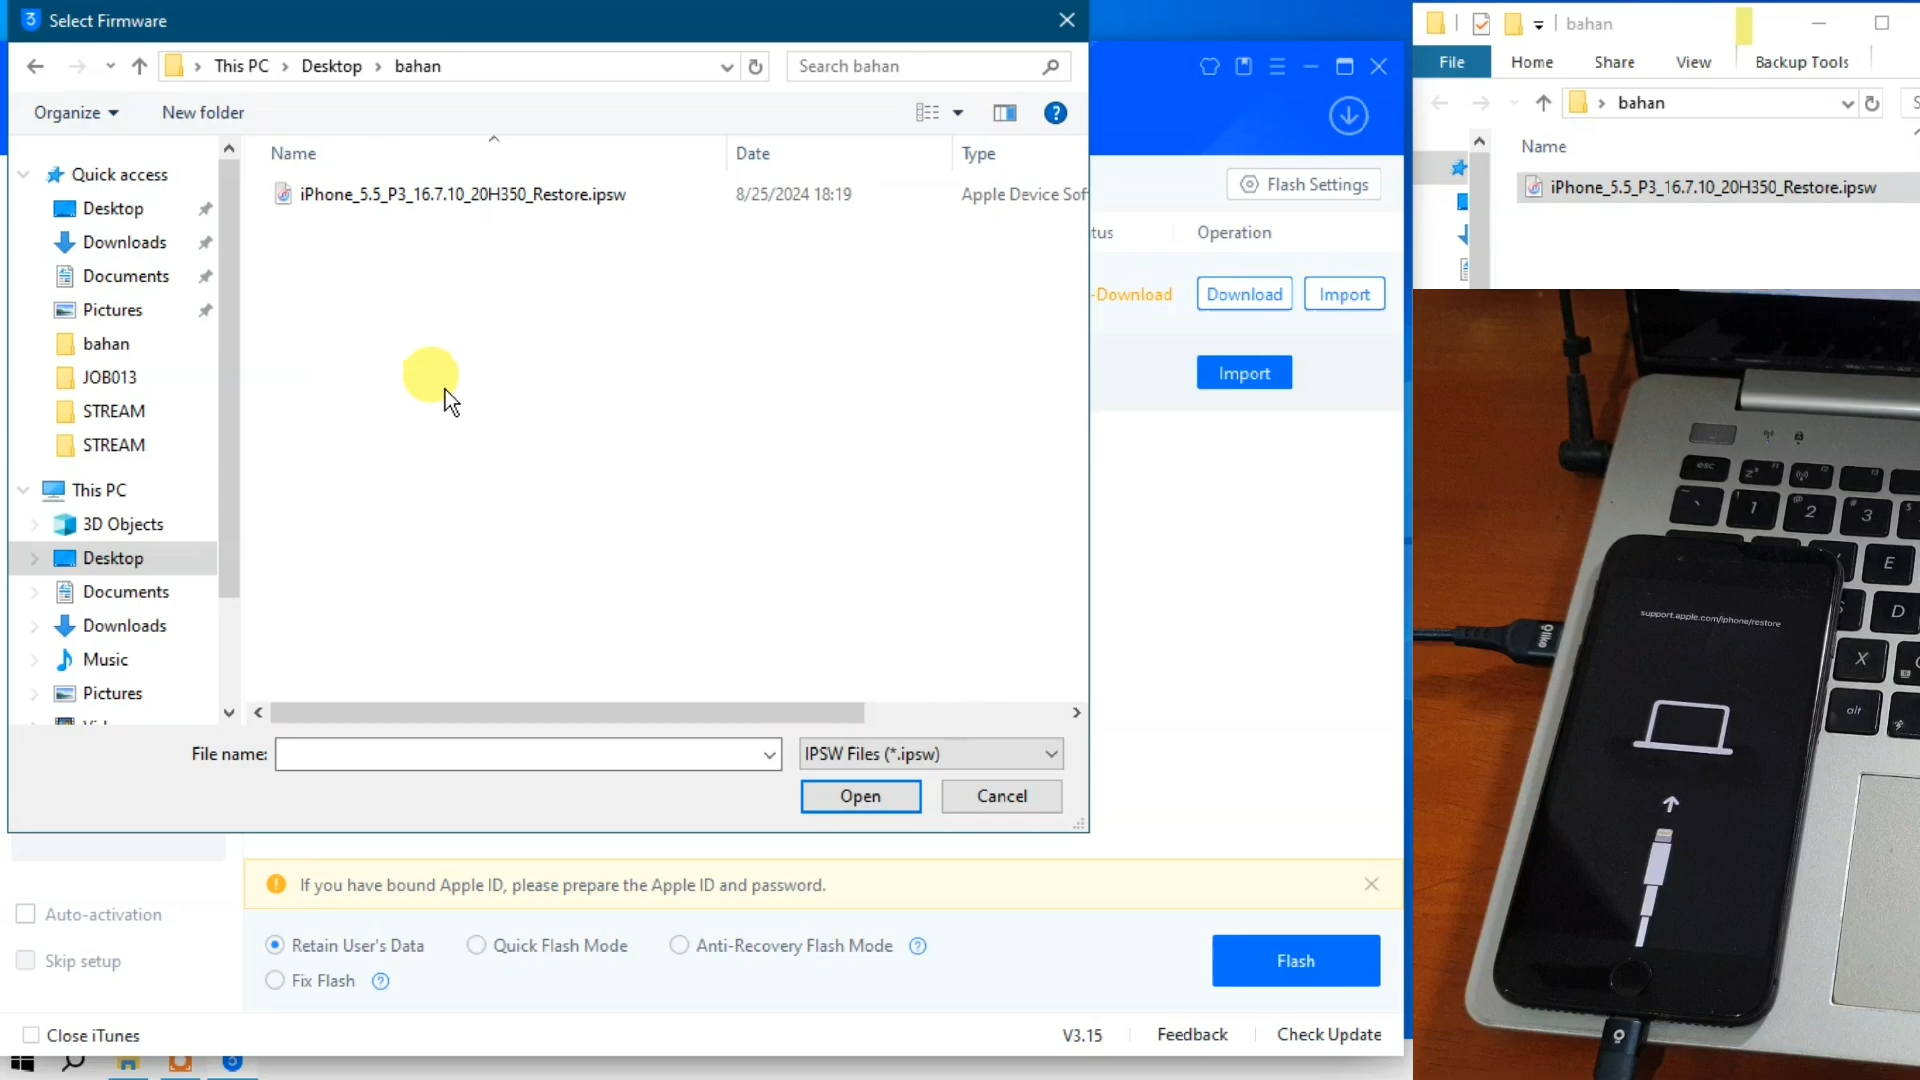 Select Firmware
This PC > Desktop > bahan
Search bahan
Organize
New folder
Name
Date
Type
iPhone_5.5_P3_16.7.10_20H350_Restore.ipsw
8/25/2024 18:19
Apple Device Sof
Quick access
Desktop
Downloads
Documents
Pictures
bahan
JOB013
STREAM
STREAM
This PC
3D Objects
Desktop
Documents
Downloads
Music
Pictures
File name:
IPSW Files (*.ipsw)
Open
Cancel
Flash Settings
tus
Operation
-Download
Download
Import
Import
If you have bound Apple ID, please prepare the Apple ID and password.
Auto-activation
Skip setup
Retain User's Data
Quick Flash Mode
Anti-Recovery Flash Mode
Fix Flash
Flash
Close iTunes
V3.15
Feedback
Check Update
bahan
File
Home
Share
View
Backup Tools
> bahan
Name
iPhone_5.5_P3_16.7.10_20H350_Restore.ipsw
esc
1
2
3
E
D
X
alt
support.apple.com/iphone/restore